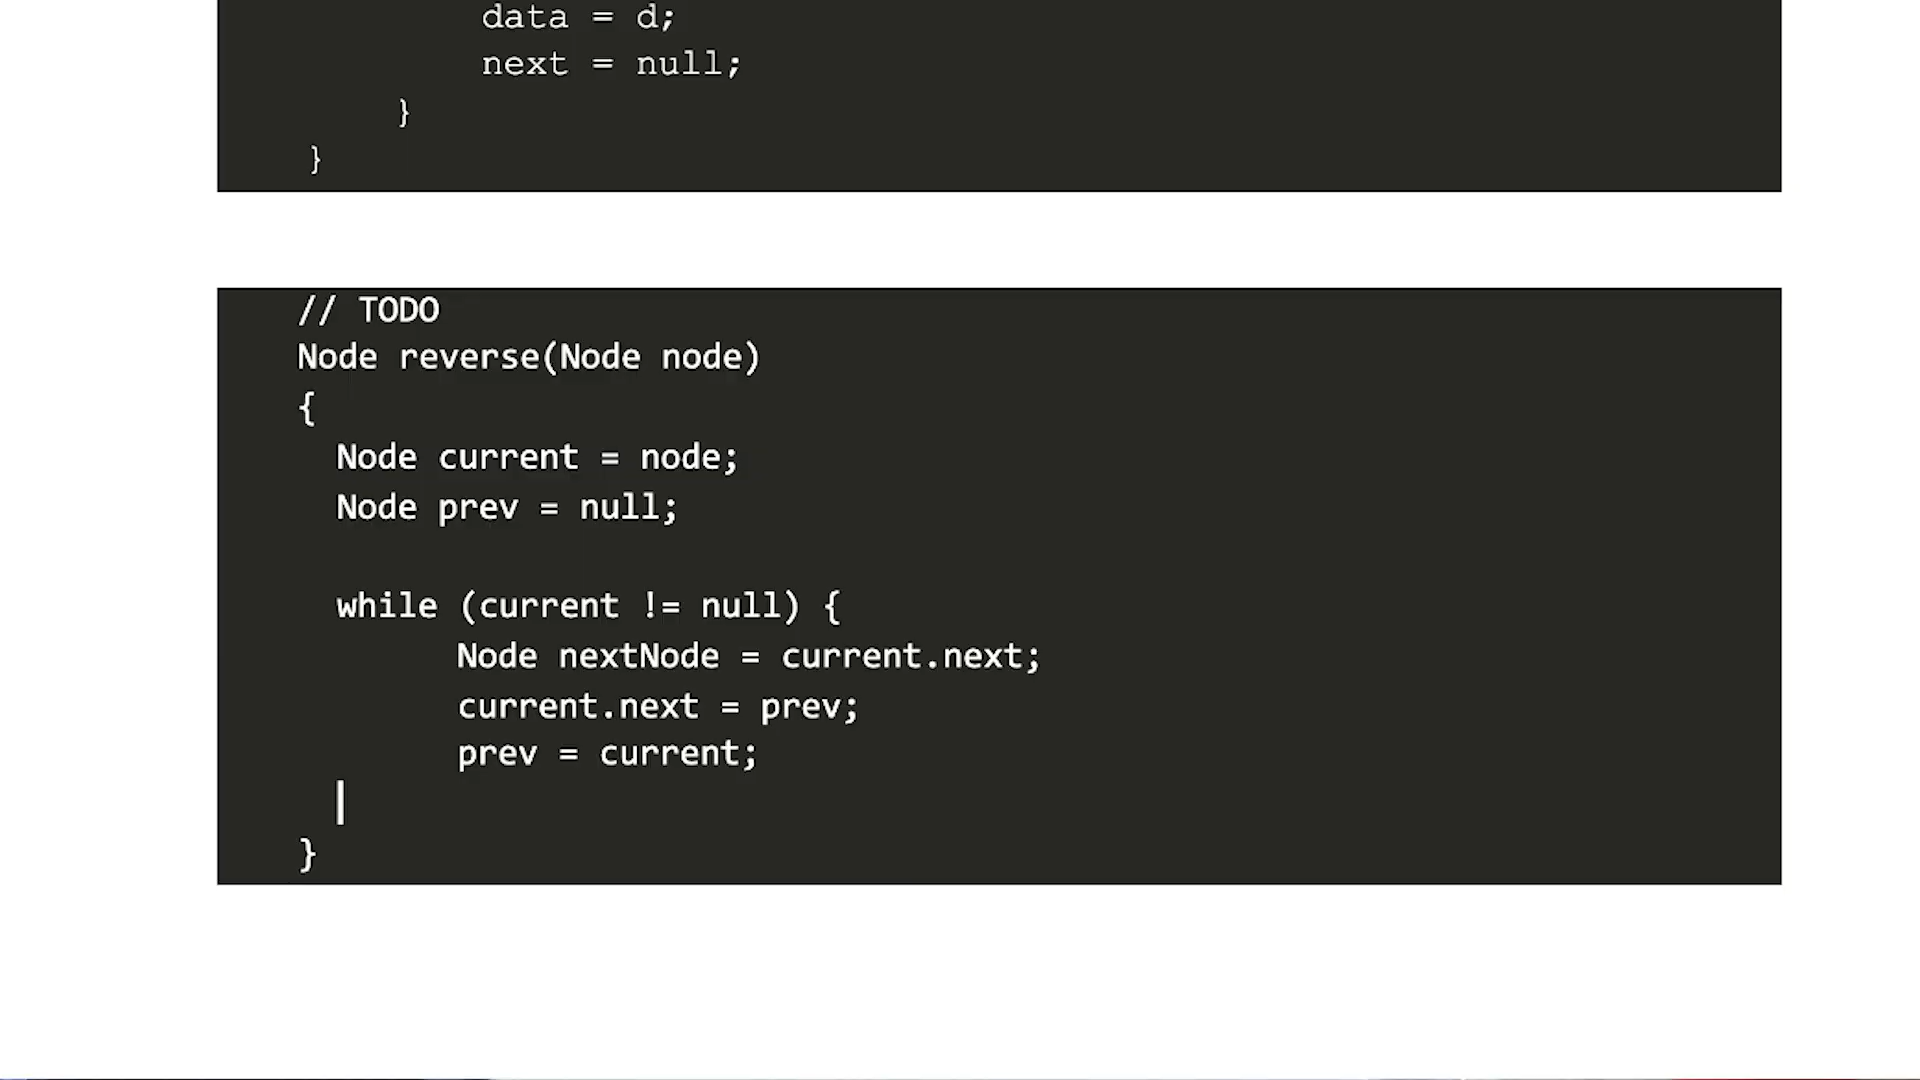 data = d;
next = null;
}
}
// TODO
Node reverse(Node node)
{
Node current = node;
Node prev = null;
while (current != null) {
Node nextNode = current.next;
current.next = prev;
prev = current;
}